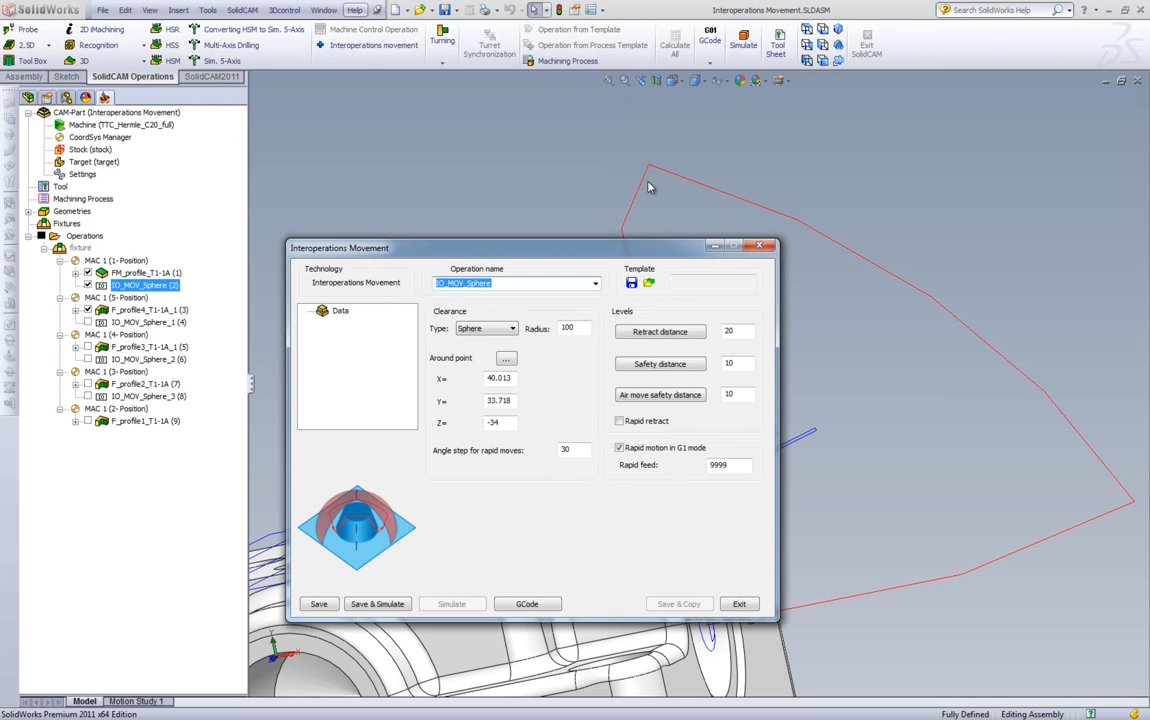 SolidWorks
File Edit View Insert Tools SolidCAM 3Dcontrol Window Help
Interoperations Movement.SLDASM
Search SolidWorks Help
Probe
2.5D
Tool Box
2D iMachining
Recognition
3D
HSR
HSS
HSM
Converting HSM to Sim. 5-Axis
Multi-Axis Drilling
Sim. 5-Axis
Machine Control Operation
Interoperations movement
Turning
Turret Synchronization
Operation from Template
Operation from Process Template
Machining Process
Calculate All
G01
GCode
Simulate
Tool Sheet
Exit SolidCAM
Assembly Sketch SolidCAM Operations SolidCAM2011
CAM-Part (Interoperations Movement)
Machine (TTC_Hermle_C20_full)
CoordSys Manager
Stock (stock)
Target (target)
Settings
Tool
Machining Process
Geometries
Fixtures
Operations
fixture
MAC 1 (1-Position)
FM_profile_T1-1A (1)
IO_MOV_Sphere (2)
MAC 1 (5- Position)
F_profile4_T1-1A_1 (3)
IO_MOV_Sphere_1 (4)
MAC 1 (4- Position)
F_profile3_T1-1A_1 (5)
IO_MOV_Sphere_2 (6)
MAC 1 (3- Position)
F_profile2_T1-1A (7)
IO_MOV_Sphere_3 (8)
MAC 1 (2- Position)
F_profile1_T1-1A (9)
Interoperations Movement
Technology
Interoperations Movement
Operation name
IO_MOV_Sphere
Template
Data
Clearance
Type: Sphere Radius: 100
Around point ...
X= 40.013
Y= 33.718
Z= -34
Angle step for rapid moves: 30
Levels
Retract distance 20
Safety distance 10
Air move safety distance 10
Rapid retract
Rapid motion in G1 mode
Rapid feed: 9999
Save Save & Simulate Simulate GCode Save & Copy Exit
Y
X
Model Motion Study 1
SolidWorks Premium 2011 x64 Edition
Fully Defined Editing Assembly